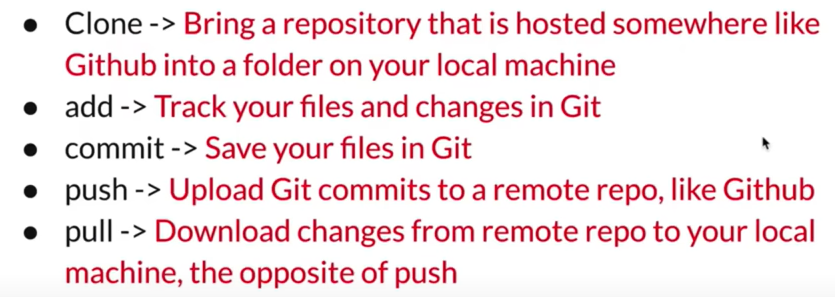 ● Clone -> Bring a repository that is hosted somewhere like
Github into a folder on your local machine
● add -> Track your files and changes in Git
● commit -> Save your files in Git
● push -> Upload Git commits to a remote repo, like Github
● pull -> Download changes from remote repo to your local
machine, the opposite of push